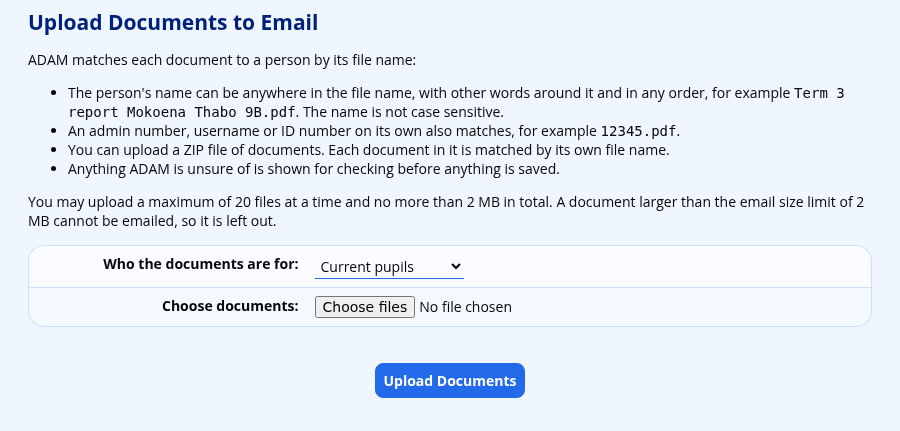 Upload Documents to Email
ADAM matches each document to a person by its file name:
• The person's name can be anywhere in the file name, with other words around it and in any order, for example Term 3
report Mokoena Thabo 9B.pdf. The name is not case sensitive.
• An admin number, username or ID number on its own also matches, for example 12345.pdf.
• You can upload a ZIP file of documents. Each document in it is matched by its own file name.
• Anything ADAM is unsure of is shown for checking before anything is saved.
You may upload a maximum of 20 files at a time and no more than 2 MB in total. A document larger than the email size limit of 2
MB cannot be emailed, so it is left out.
Who the documents are for: Current pupils
Choose documents: Choose files No file chosen
Upload Documents